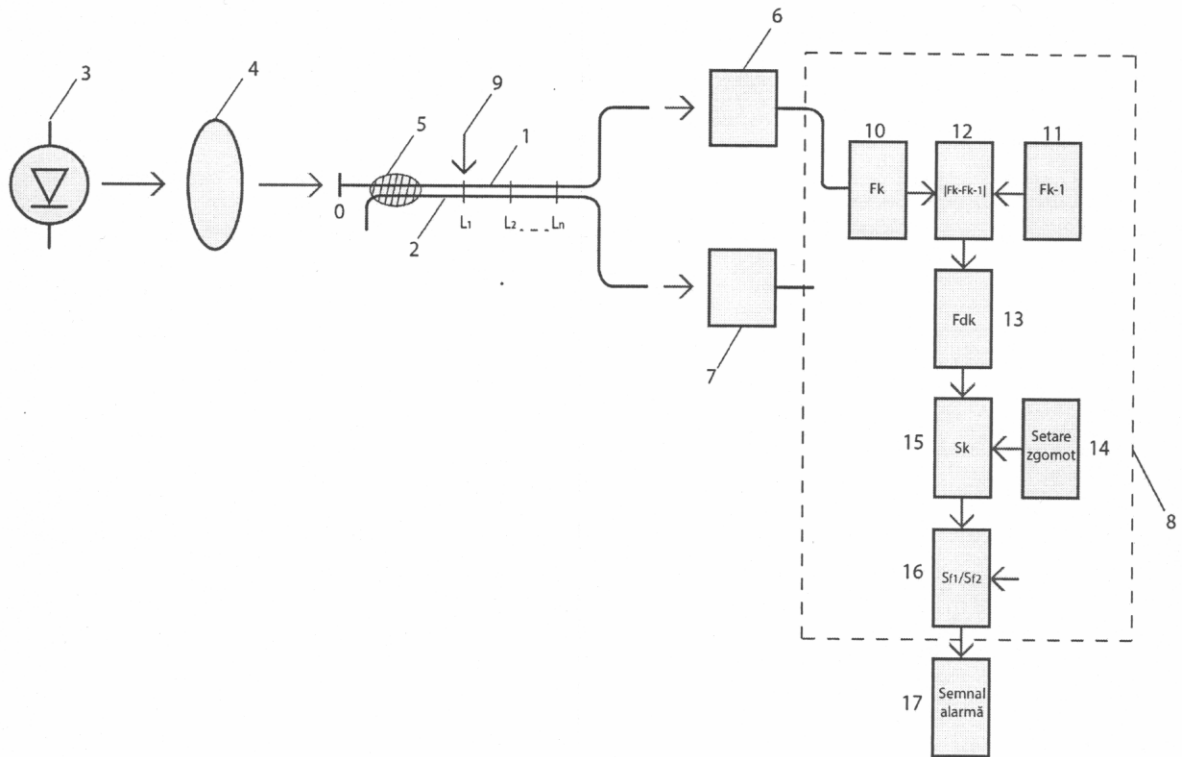 3
4
5
9
1
6
0
2
L1
L2
Ln
7
10
12
11
Fk
|Fk-Fk-1|
Fk-1
Fdk
13
15
Sk
Setare
zgomot
14
8
16
Sf1/Sf2
17
Semnal
alarmă